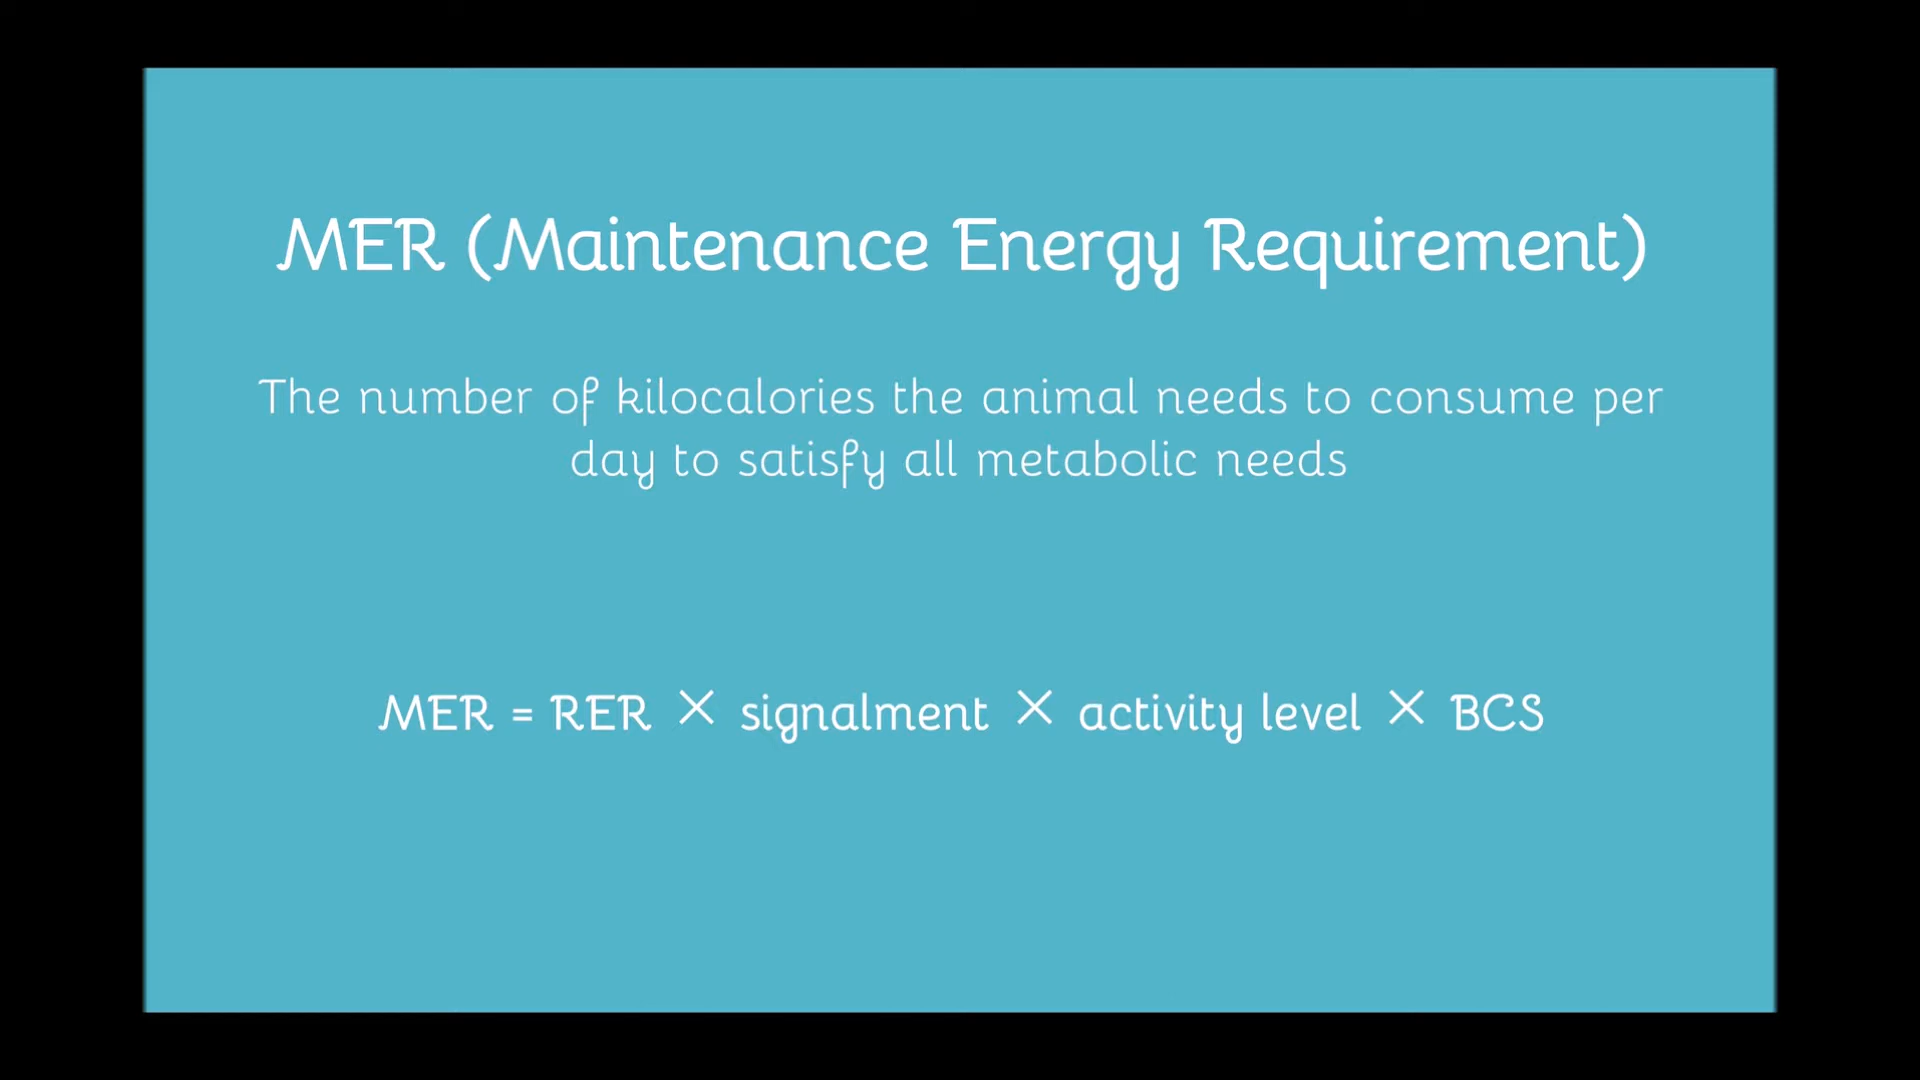 MER (Maintenance Energy Requirement)
The number of kilocalories the animal needs to consume per
day to satisfy all metabolic needs
MER = RER × signalment × activity level × BCS